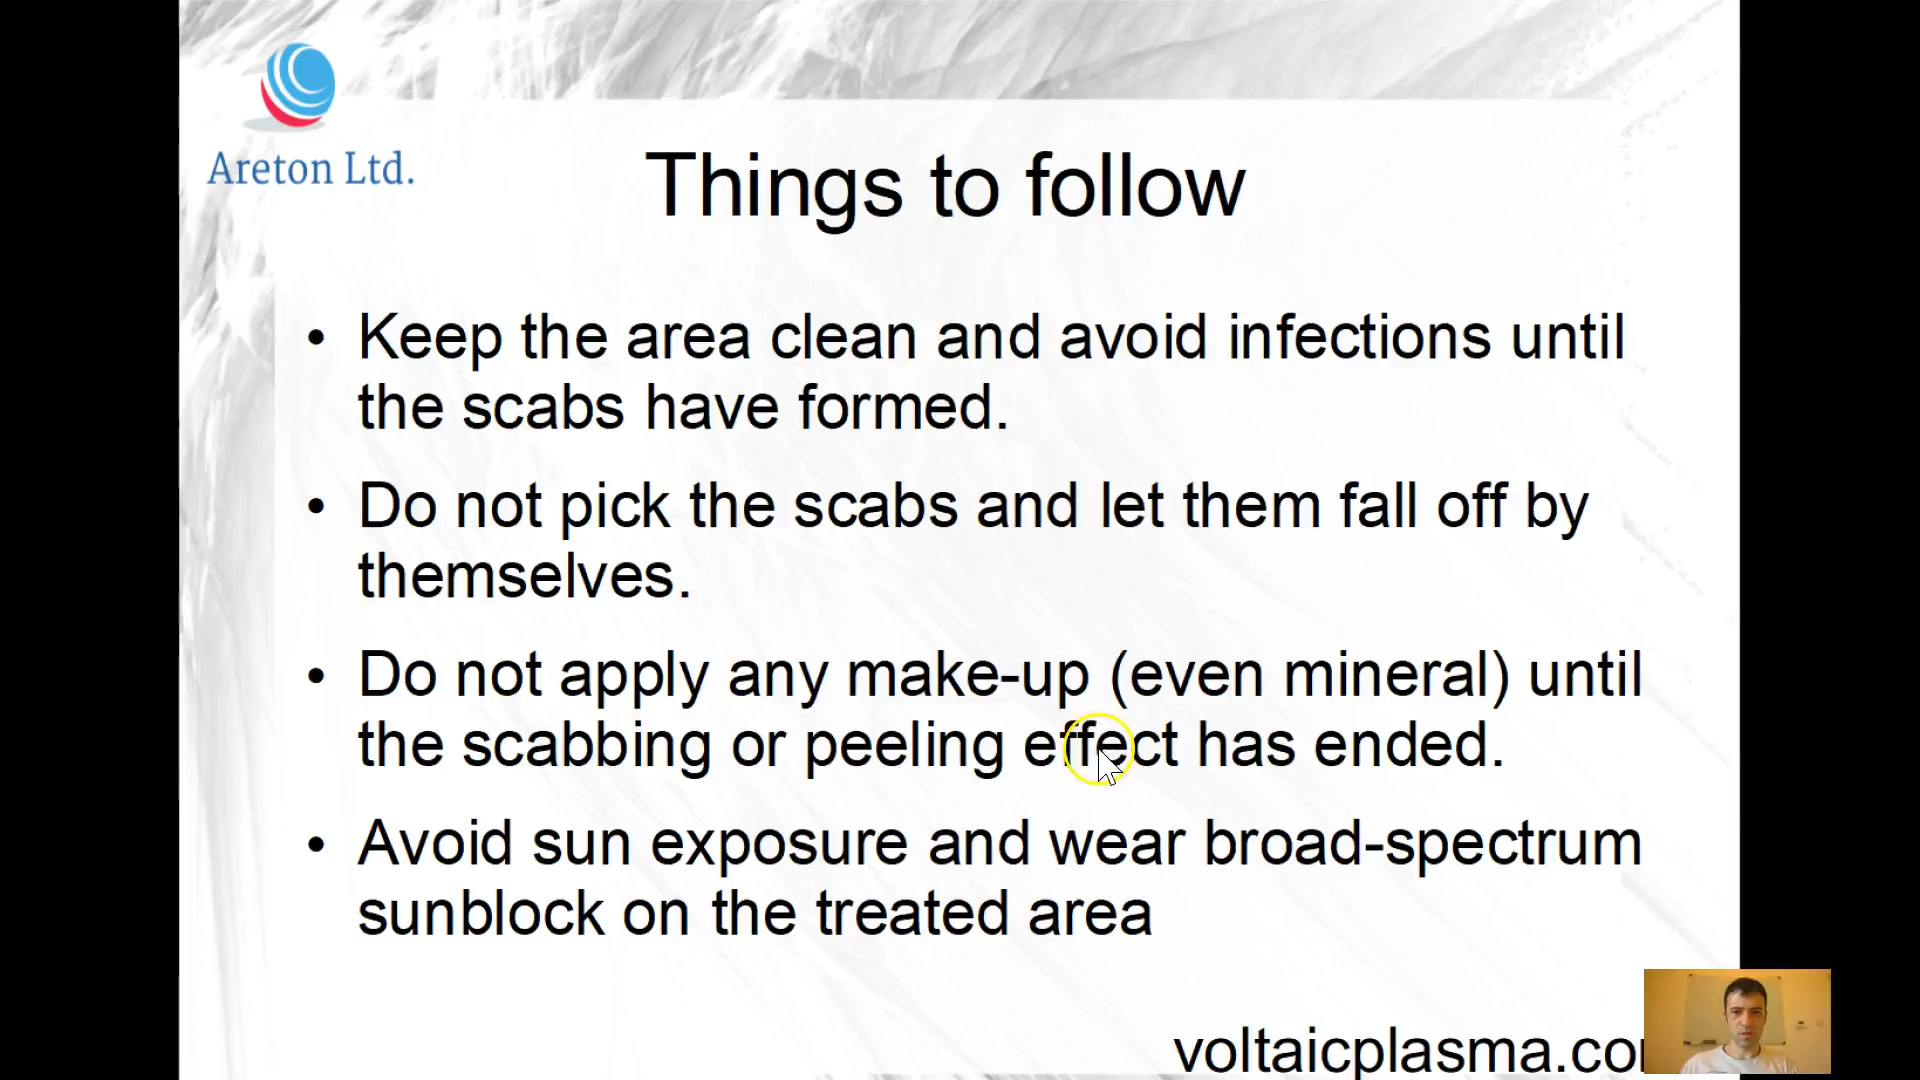 Areton Ltd.
Things to follow
• Keep the area clean and avoid infections until
the scabs have formed.
• Do not pick the scabs and let them fall off by
themselves.
• Do not apply any make-up (even mineral) until
the scabbing or peeling effect has ended.
• Avoid sun exposure and wear broad-spectrum
sunblock on the treated area
voltaicplasma.co